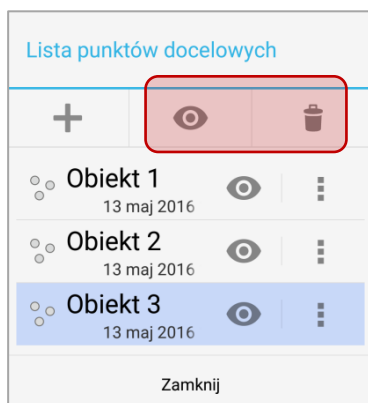 Lista punktów docelowych
Obiekt 1
13 maj 2016
Obiekt 2
13 maj 2016
Obiekt 3
13 maj 2016
Zamknij